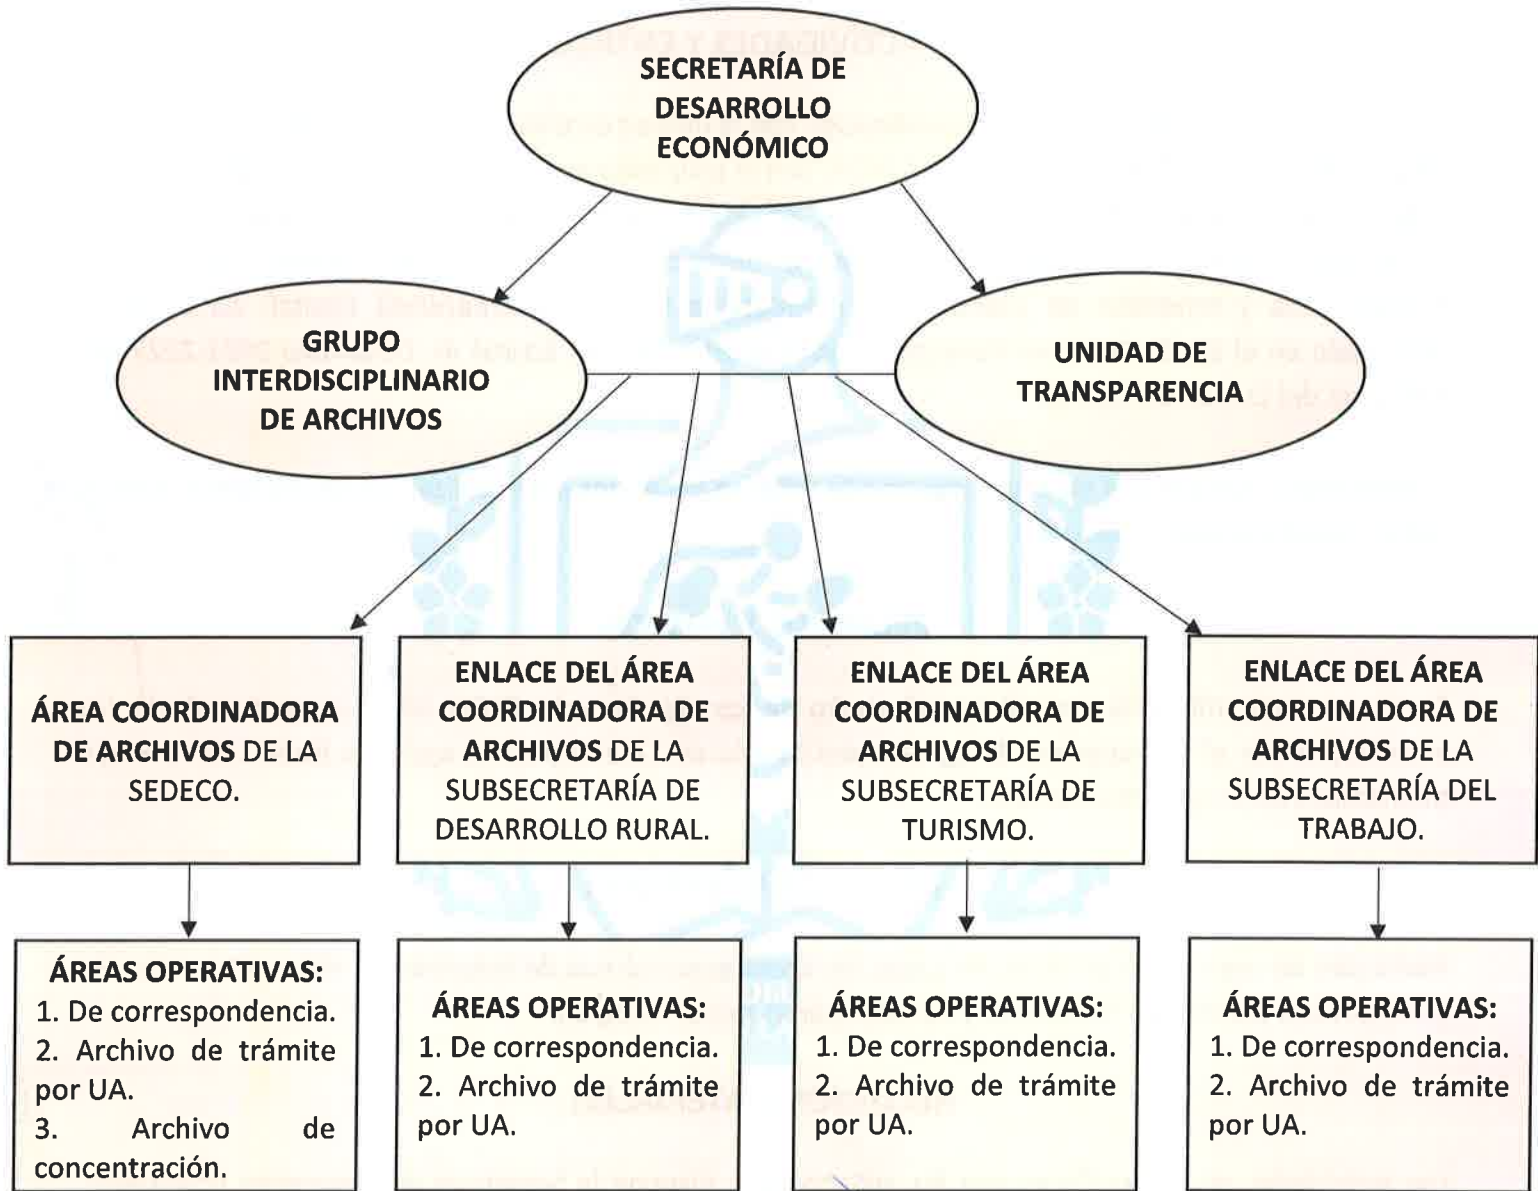 SECRETARÍA DE
DESARROLLO
ECONÓMICO
GRUPO
INTERDISCIPLINARIO
DE ARCHIVOS
UNIDAD DE
TRANSPARENCIA
ÁREA COORDINADORA
DE ARCHIVOS DE LA
SEDECO.
ENLACE DEL ÁREA
COORDINADORA DE
ARCHIVOS DE LA
SUBSECRETARÍA DE
DESARROLLO RURAL.
ENLACE DEL ÁREA
COORDINADORA DE
ARCHIVOS DE LA
SUBSECRETARÍA DE
TURISMO.
ENLACE DEL ÁREA
COORDINADORA DE
ARCHIVOS DE LA
SUBSECRETARÍA DEL
TRABAJO.
ÁREAS OPERATIVAS:
1. De correspondencia.
2. Archivo de trámite
por UA.
3. Archivo de
concentración.
ÁREAS OPERATIVAS:
1. De correspondencia.
2. Archivo de trámite
por UA.
ÁREAS OPERATIVAS:
1. De correspondencia.
2. Archivo de trámite
por UA.
ÁREAS OPERATIVAS:
1. De correspondencia.
2. Archivo de trámite
por UA.